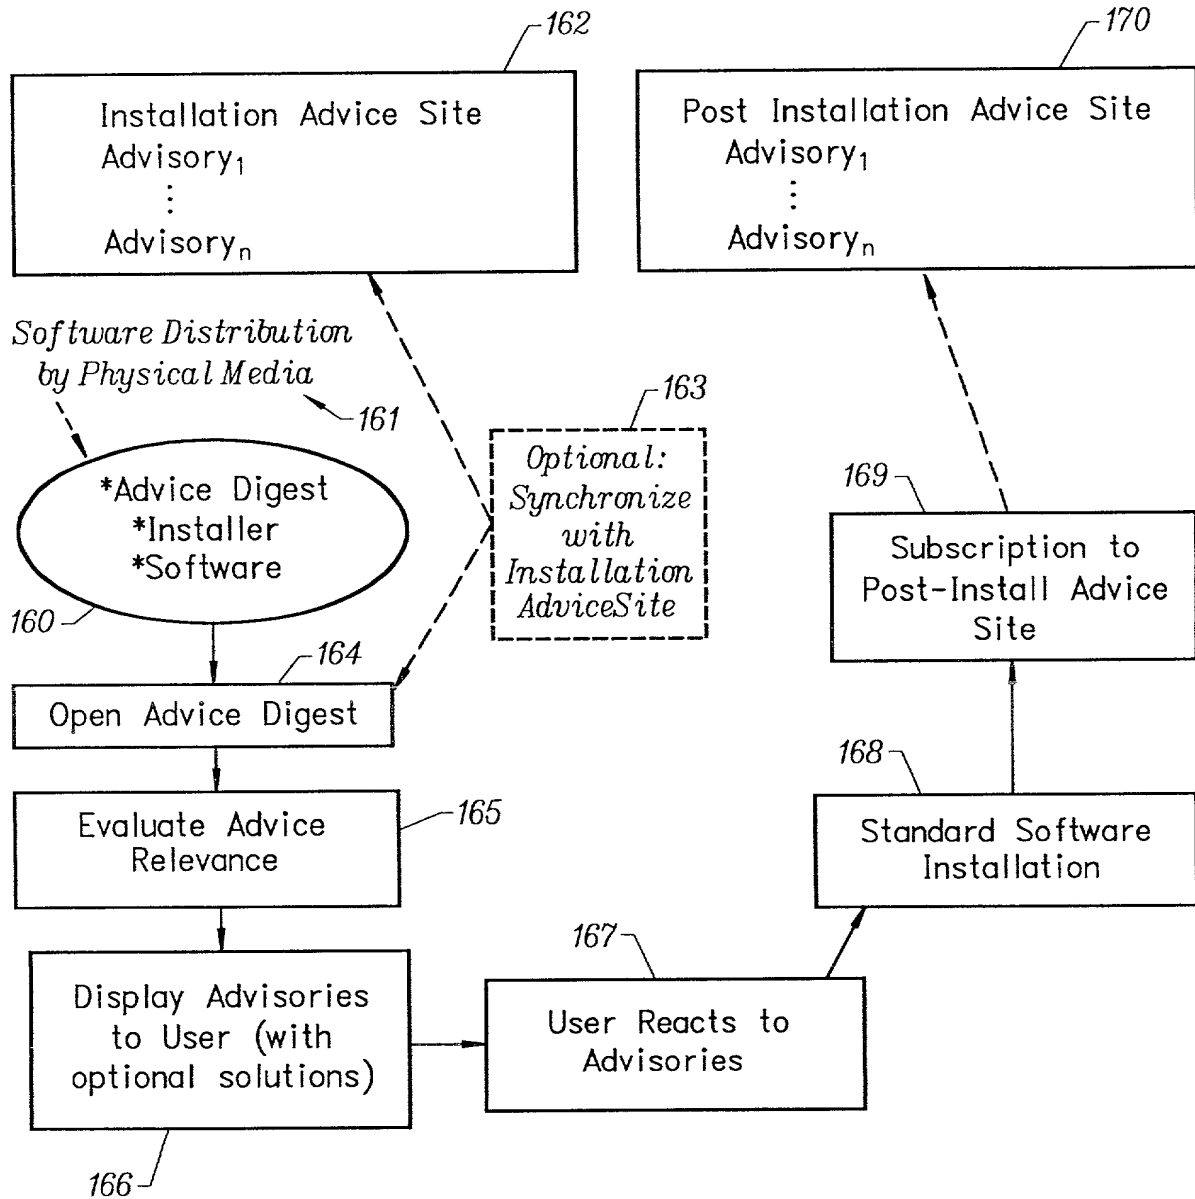 162
Installation Advice Site
Advisory1
⋮
Advisoryn
170
Post Installation Advice Site
Advisory1
⋮
Advisoryn
Software Distribution
by Physical Media
161
*Advice Digest
*Installer
*Software
160
163
Optional:
Synchronize
with
Installation
AdviceSite
164
Open Advice Digest
165
Evaluate Advice
Relevance
Display Advisories
to User (with
optional solutions)
166
167
User Reacts to
Advisories
168
Standard Software
Installation
169
Subscription to
Post-Install Advice
Site